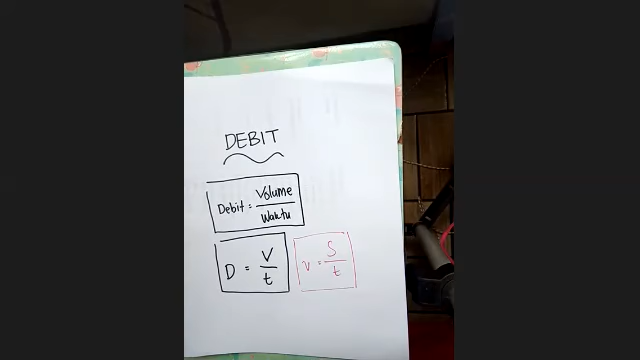 DEBIT
Debit = Volume / Waktu
D = V / t
v = S / t